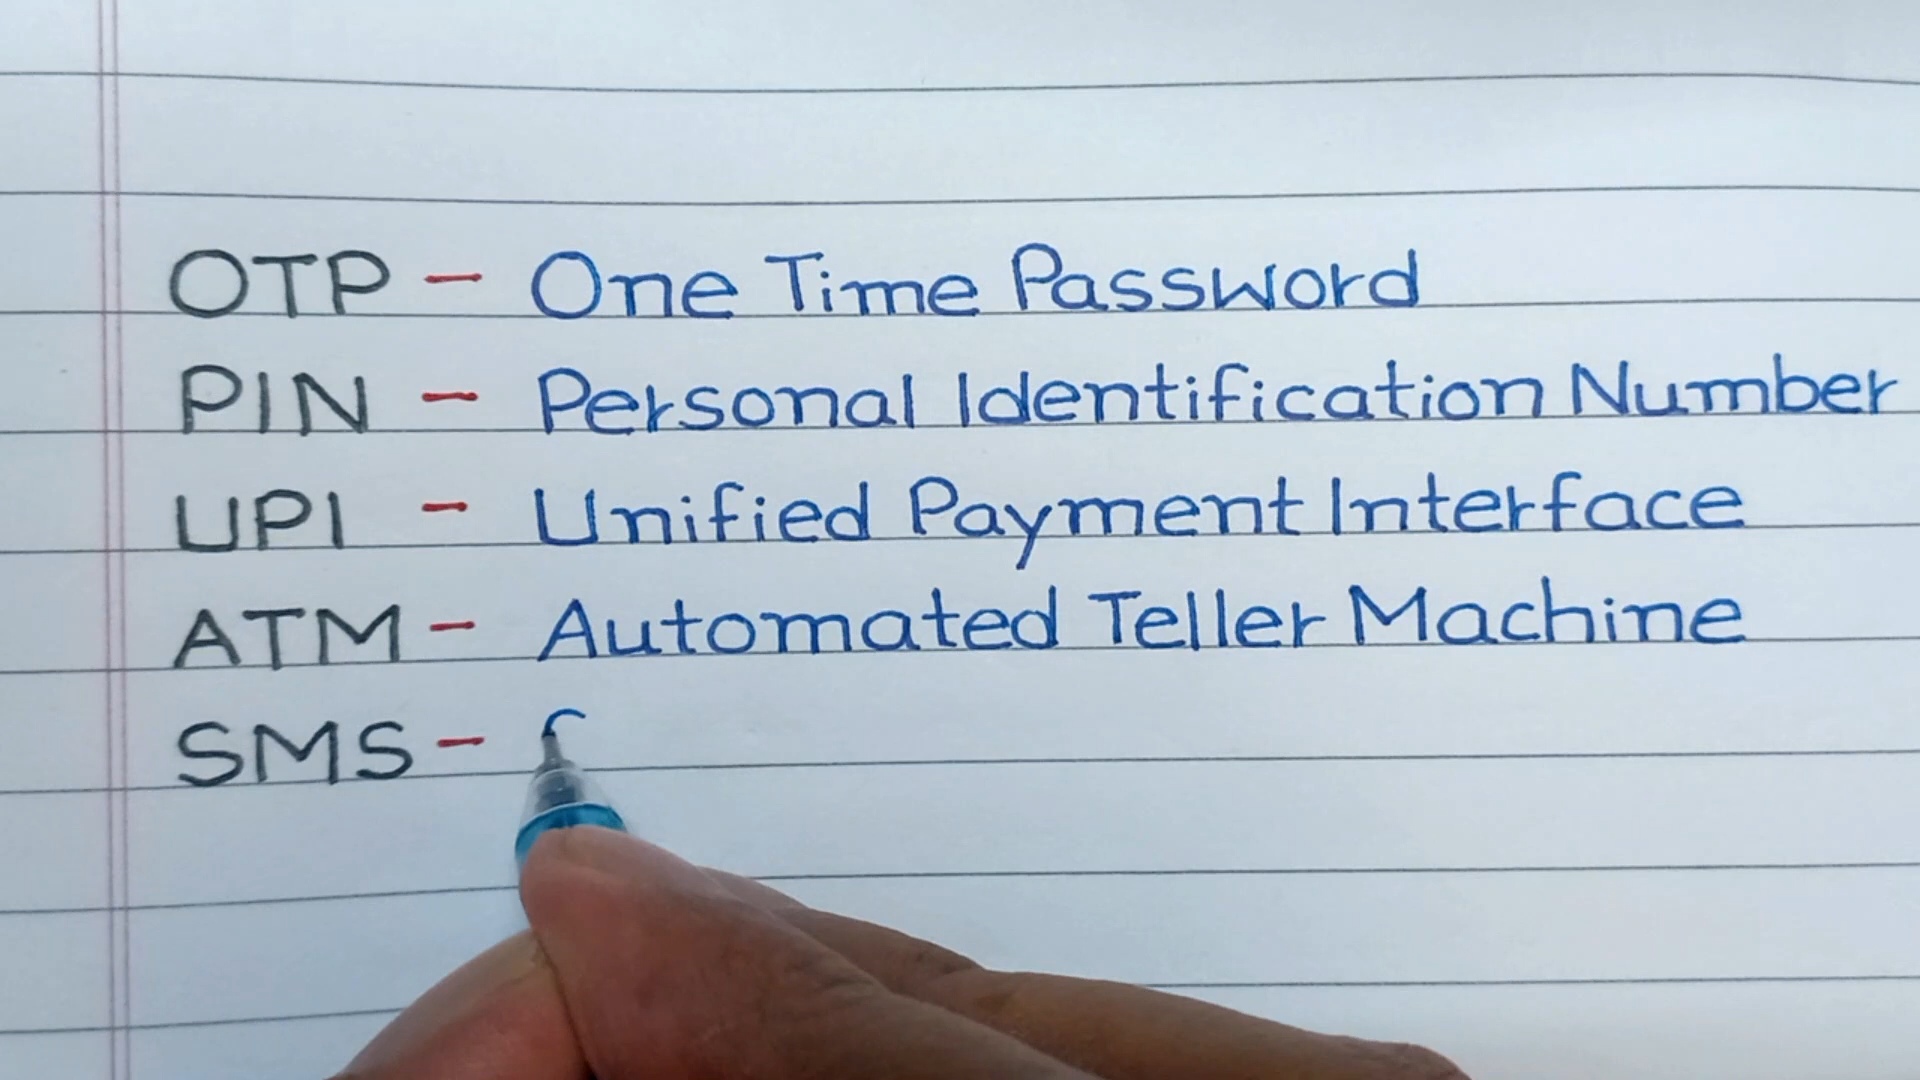 OTP - One Time Password
PIN - Personal Identification Number
UPI - Unified Payment Interface
ATM - Automated Teller Machine
SMS -